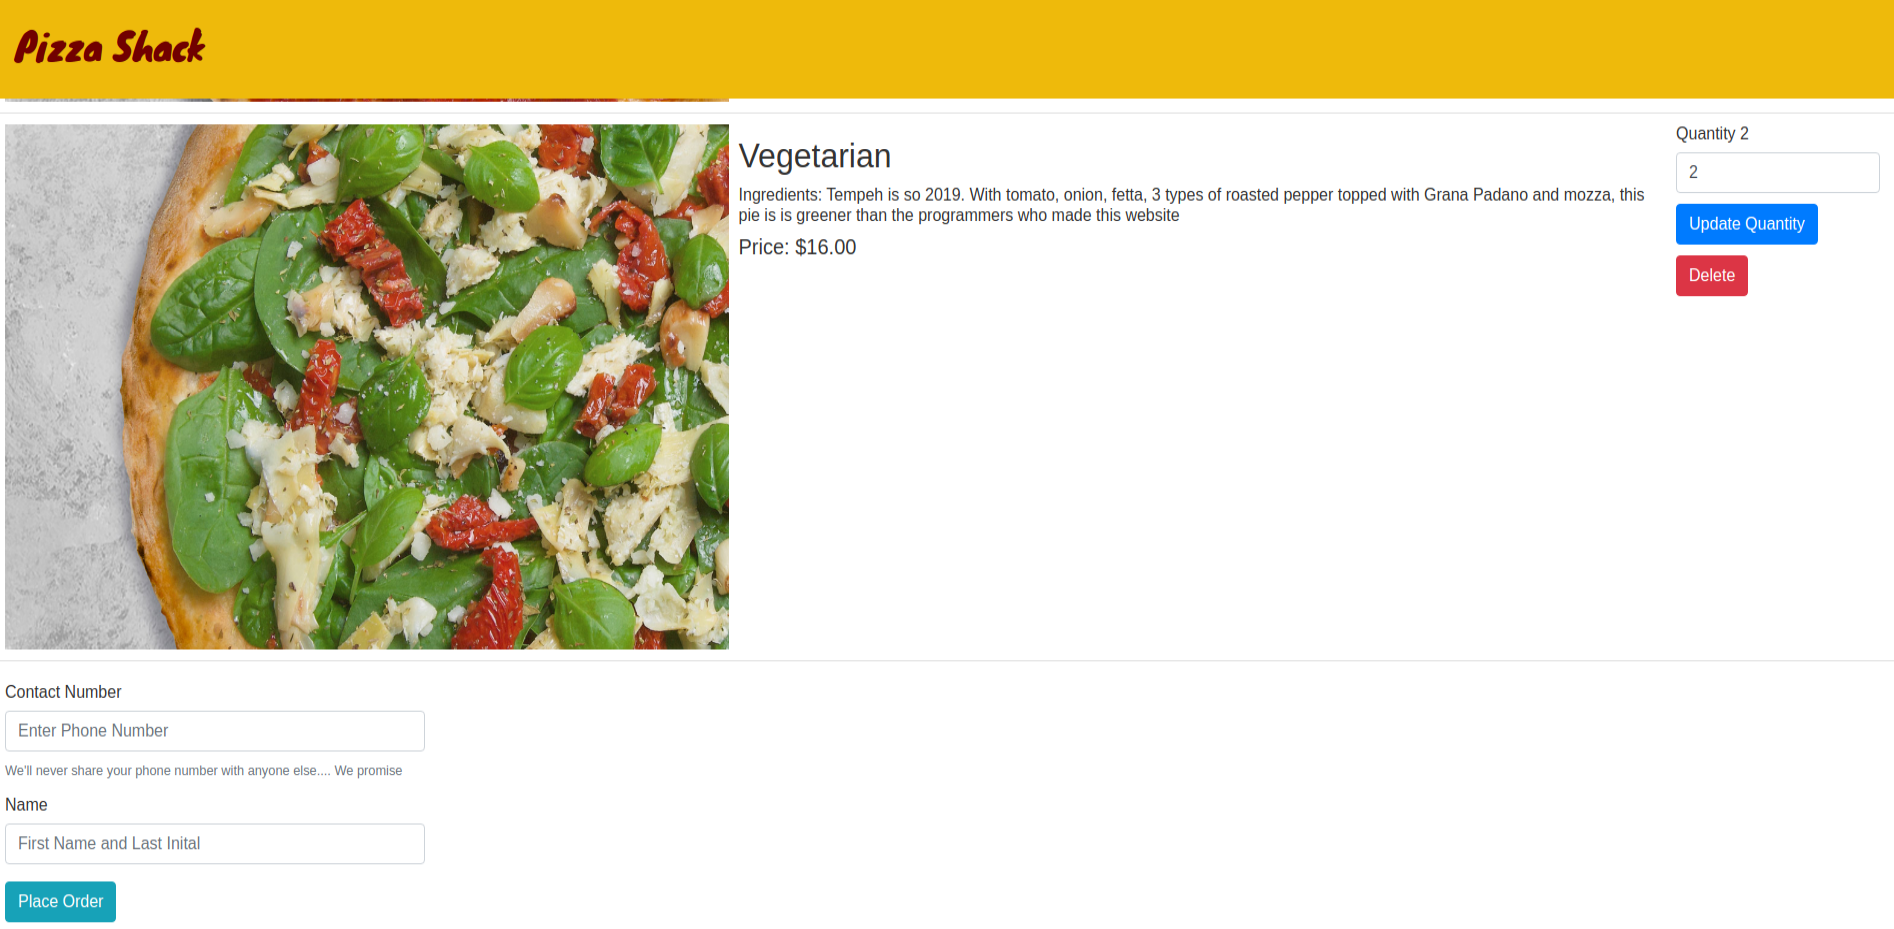 Pizza Shack
Vegetarian
Ingredients: Tempeh is so 2019. With tomato, onion, fetta, 3 types of roasted pepper topped with Grana Padano and mozza, this
pie is is greener than the programmers who made this website
Price: $16.00
Quantity 2
2
Update Quantity
Delete
Contact Number
Enter Phone Number
We'll never share your phone number with anyone else.... We promise
Name
First Name and Last Inital
Place Order